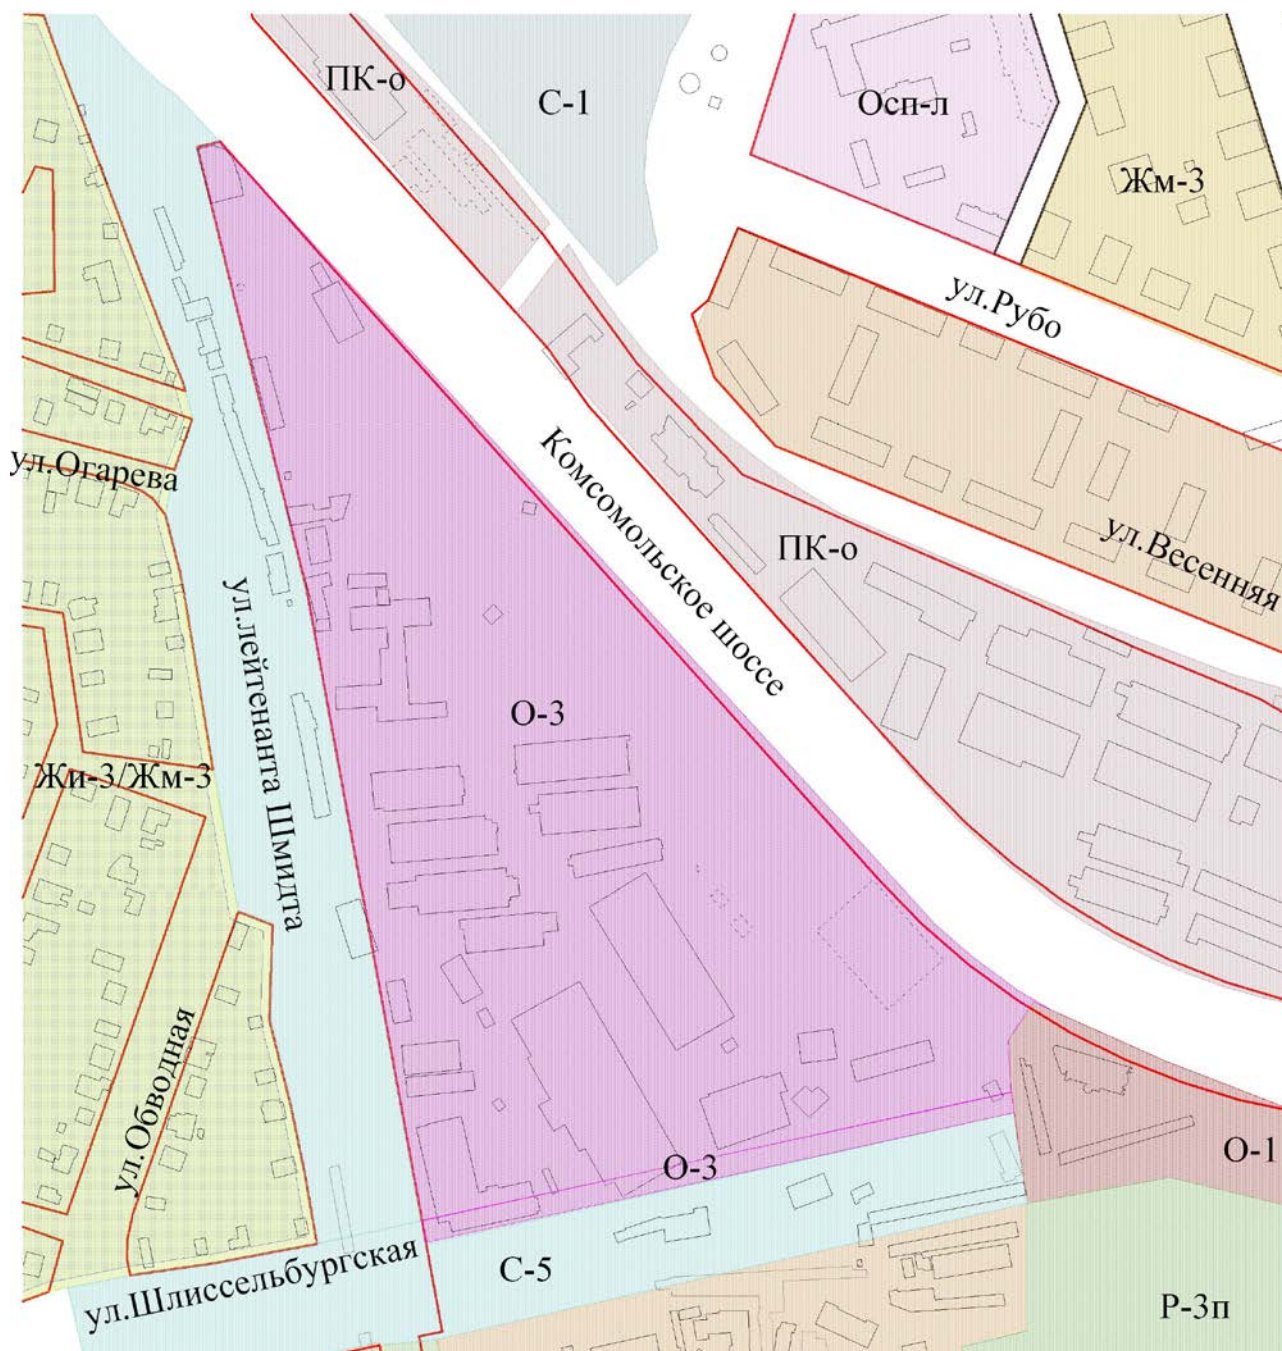 ПК-о
С-1
Осп-л
Жм-3
ул.Рубо
ул.Огарева
Комсомольское шоссе
ПК-о
ул.Весенняя
ул.лейтенанта Шмидта
О-3
Жи-3/Жм-3
ул.Обводная
О-3
О-1
ул.Шлиссельбургская
С-5
Р-3п